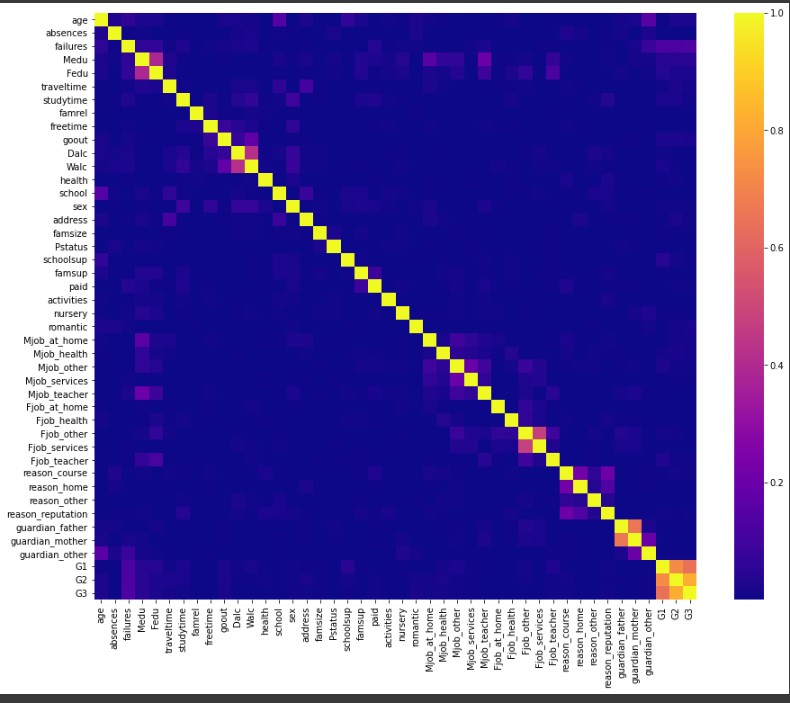 age
absences
failures
Medu
Fedu
traveltime
studytime
famrel
freetime
goout
Dalc
Walc
health
school
sex
address
famsize
Pstatus
schoolsup
famsup
paid
activities
nursery
romantic
Mjob_at_home
Mjob_health
Mjob_other
Mjob_services
Mjob_teacher
Fjob_at_home
Fjob_health
Fjob_other
Fjob_services
Fjob_teacher
reason_course
reason_home
reason_other
reason_reputation
guardian_father
guardian_mother
guardian_other
G1
G2
G3
age
absences
failures
Medu
Fedu
traveltime
studytime
famrel
freetime
goout
Dalc
Walc
health
school
sex
address
famsize
Pstatus
schoolsup
famsup
paid
activities
nursery
romantic
Mjob_at_home
Mjob_health
Mjob_other
Mjob_services
Mjob_teacher
Fjob_at_home
Fjob_health
Fjob_other
Fjob_services
Fjob_teacher
reason_course
reason_home
reason_other
reason_reputation
guardian_father
guardian_mother
guardian_other
G1
G2
G3
1.0
0.8
0.6
0.4
0.2